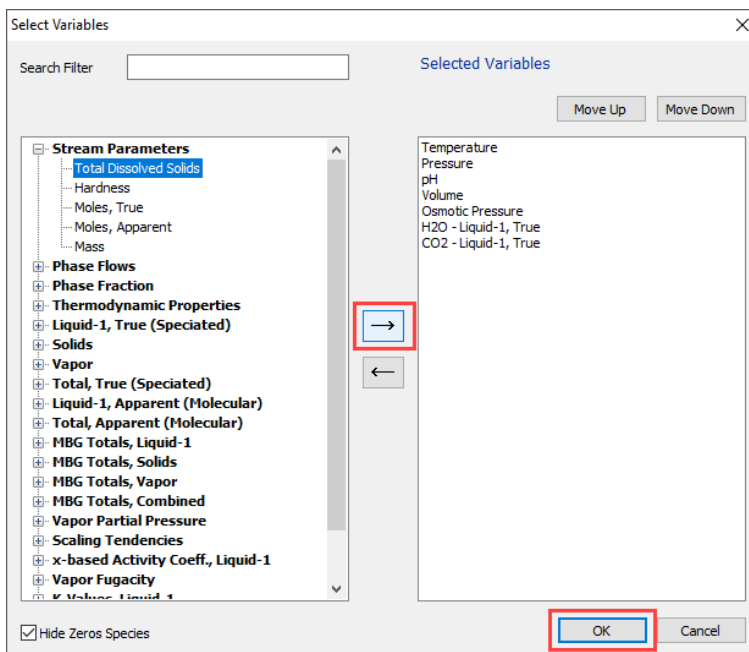 Select Variables
Search Filter
Selected Variables
Move Up
Move Down
Stream Parameters
Total Dissolved Solids
Hardness
Moles, True
Moles, Apparent
Mass
Phase Flows
Phase Fraction
Thermodynamic Properties
Liquid-1, True (Speciated)
Solids
Vapor
Total, True (Speciated)
Liquid-1, Apparent (Molecular)
Total, Apparent (Molecular)
MBG Totals, Liquid-1
MBG Totals, Solids
MBG Totals, Vapor
MBG Totals, Combined
Vapor Partial Pressure
Scaling Tendencies
x-based Activity Coeff., Liquid-1
Vapor Fugacity
K-Values, Liquid-1
Temperature
Pressure
pH
Volume
Osmotic Pressure
H2O - Liquid-1, True
CO2 - Liquid-1, True
Hide Zeros Species
OK
Cancel